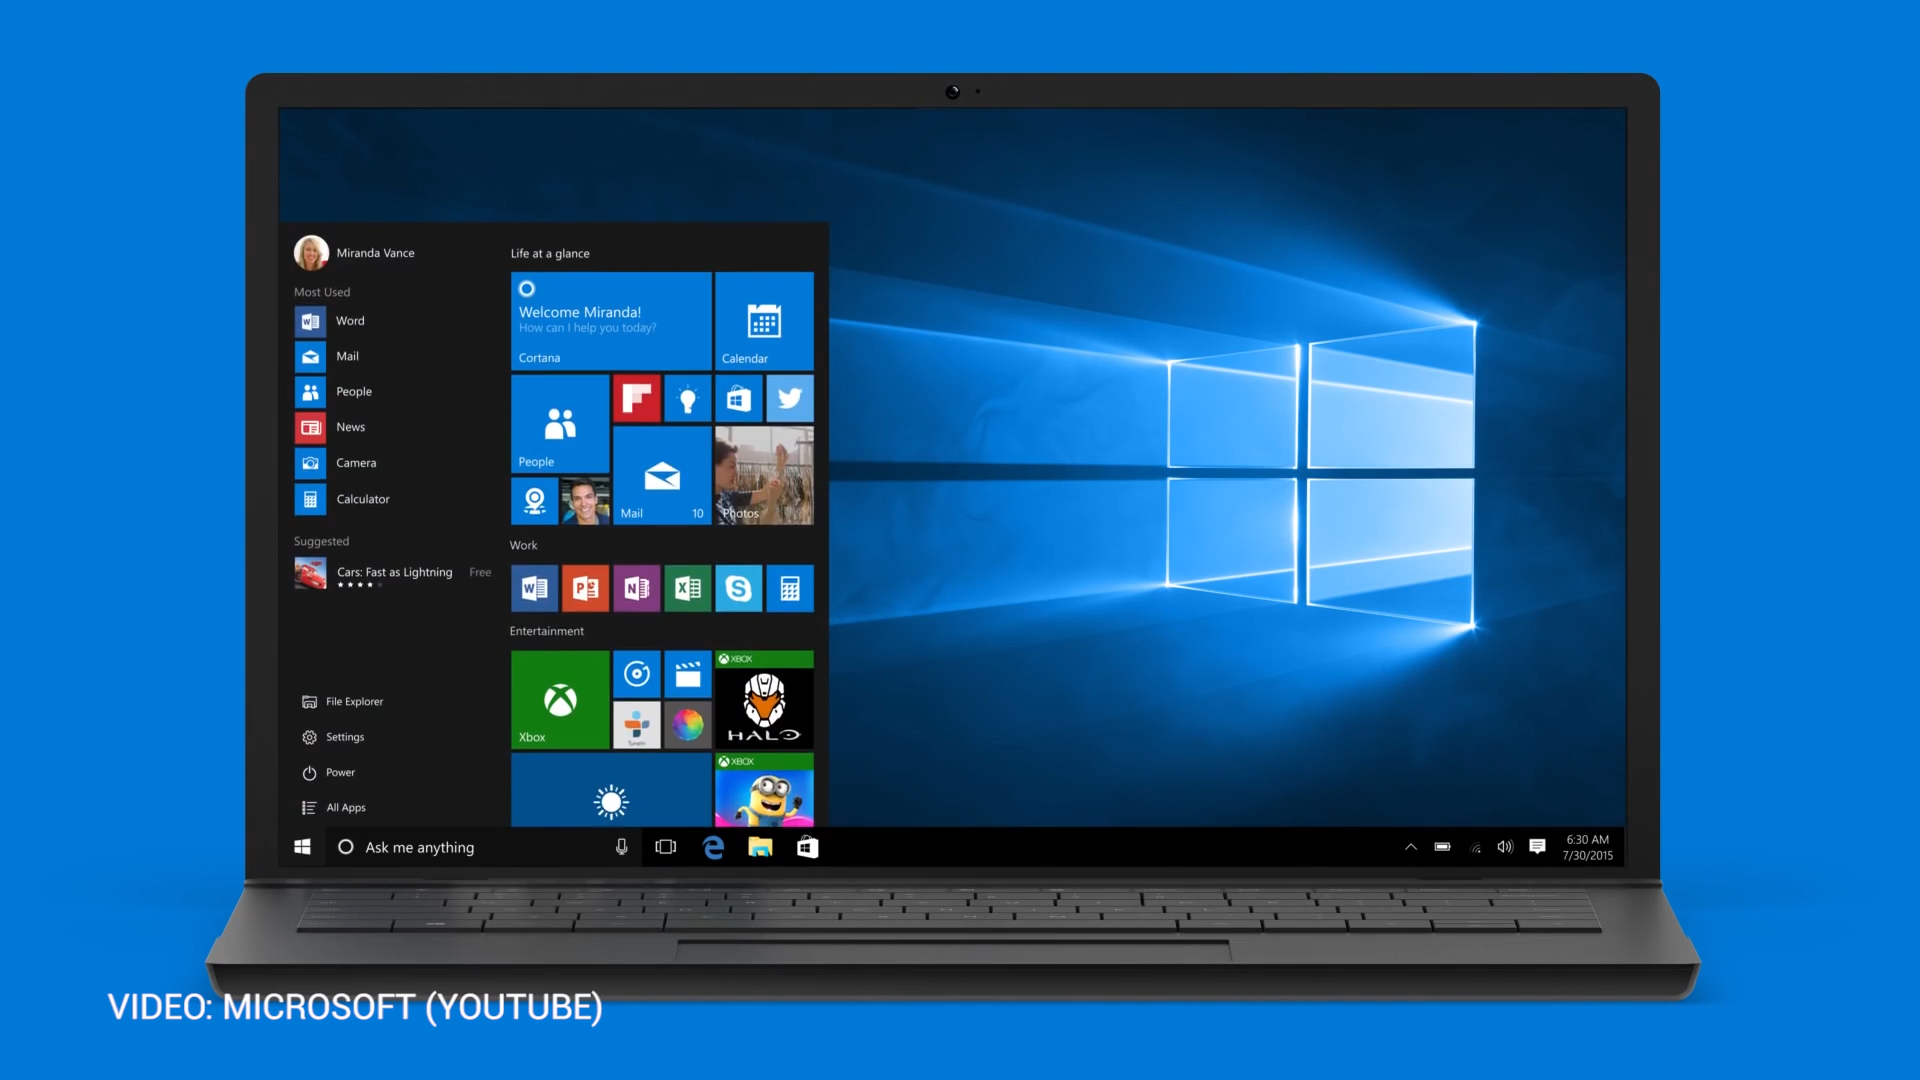 Miranda Vance
Most Used
Word
Mail
People
News
Camera
Calculator
Suggested
Cars: Fast as Lightning Free
File Explorer
Settings
Power
All Apps
Life at a glance
Welcome Miranda!
How can I help you today?
Cortana
Calendar
People
Mail 10
Photos
Work
W P N X S
Entertainment
Xbox
TuneIn
XBOX
HALO
XBOX
Ask me anything
6:30 AM
7/30/2015
VIDEO: MICROSOFT (YOUTUBE)